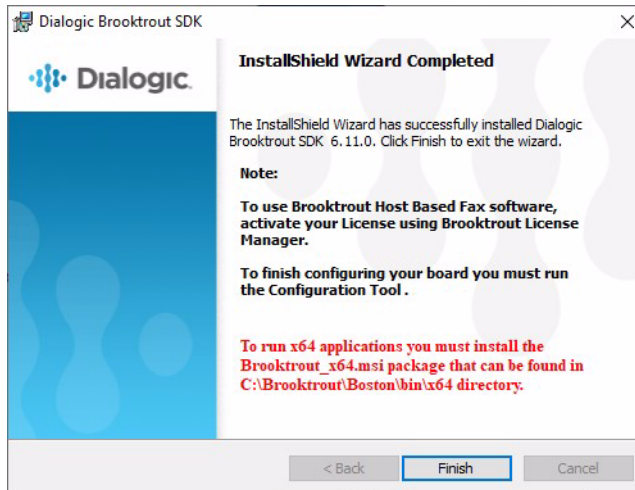 Dialogic Brooktrout SDK
Dialogic.
InstallShield Wizard Completed
The InstallShield Wizard has successfully installed Dialogic
Brooktrout SDK  6.11.0. Click Finish to exit the wizard.
Note:
To use Brooktrout Host Based Fax software,
activate your License using Brooktrout License
Manager.
To finish configuring your board you must run
the Configuration Tool .
To run x64 applications you must install the
Brooktrout_x64.msi package that can be found in
C:\Brooktrout\Boston\bin\x64 directory.
< Back
Finish
Cancel